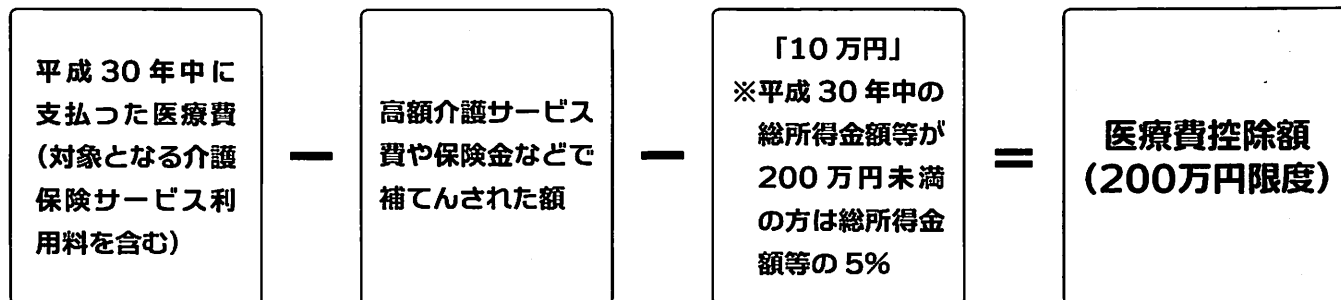 平成30年中に
支払つた医療費
(対象となる介護
保険サービス利
用料を含む)
−
高額介護サービス
費や保険金などで
補てんされた額
−
「10万円」
※平成30年中の
総所得金額等が
200万円未満
の方は総所得金
額等の5%
=
医療費控除額
(200万円限度)